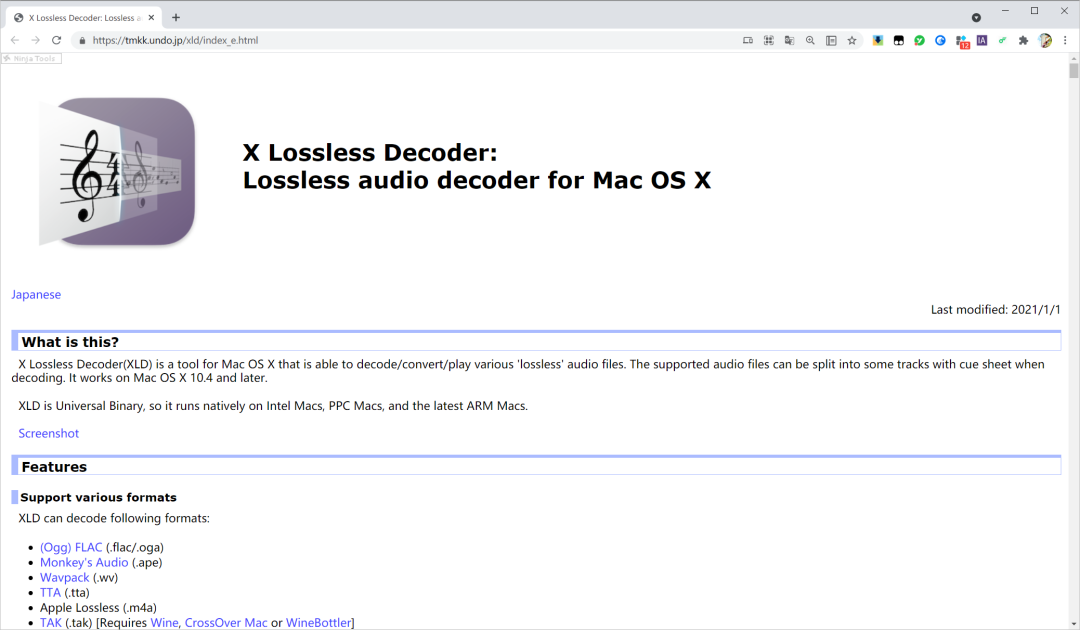 X Lossless Decoder: Lossless a
https://tmkk.undo.jp/xld/index_e.html
12
IA
Ninja Tools
X Lossless Decoder:
Lossless audio decoder for Mac OS X
Japanese
Last modified: 2021/1/1
What is this?
X Lossless Decoder(XLD) is a tool for Mac OS X that is able to decode/convert/play various 'lossless' audio files. The supported audio files can be split into some tracks with cue sheet when
decoding. It works on Mac OS X 10.4 and later.
XLD is Universal Binary, so it runs natively on Intel Macs, PPC Macs, and the latest ARM Macs.
Screenshot
Features
Support various formats
XLD can decode following formats:
(Ogg) FLAC (.flac/.oga)
Monkey's Audio (.ape)
Wavpack (.wv)
TTA (.tta)
Apple Lossless (.m4a)
TAK (.tak) [Requires Wine, CrossOver Mac or WineBottler]